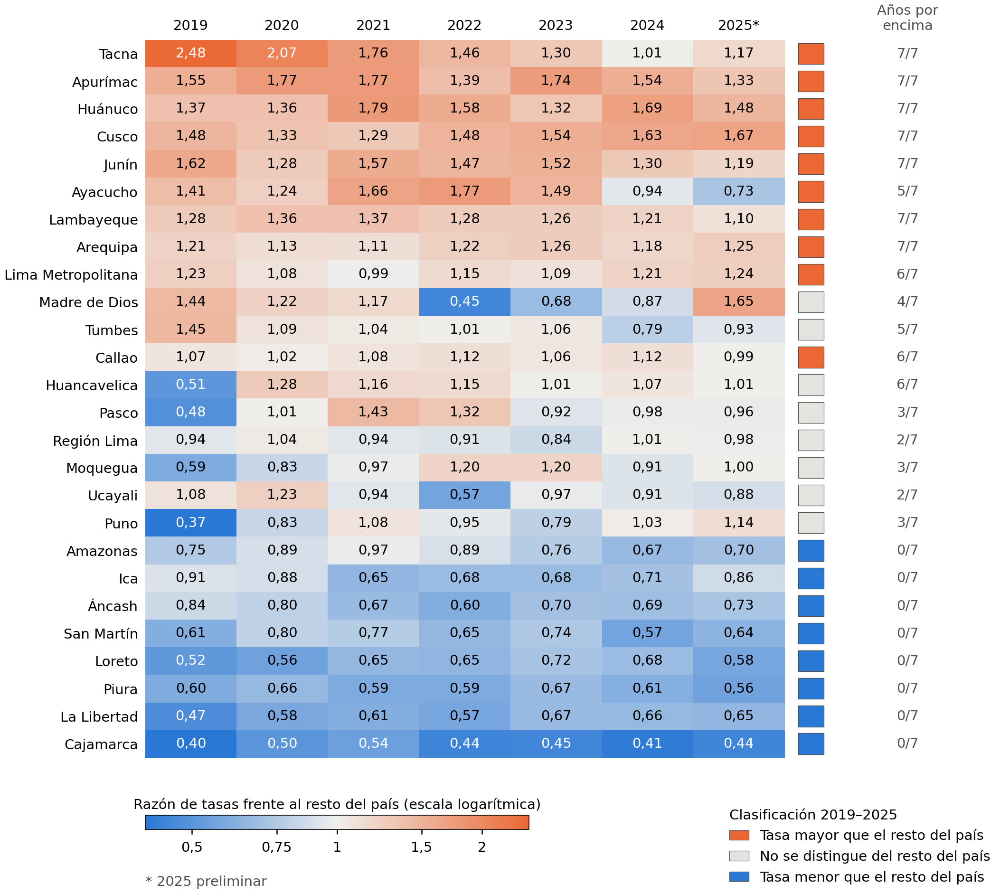 Años por
encima
2019 2020 2021 2022 2023 2024 2025*
Tacna 2,48 2,07 1,76 1,46 1,30 1,01 1,17 7/7
Apurímac 1,55 1,77 1,77 1,39 1,74 1,54 1,33 7/7
Huánuco 1,37 1,36 1,79 1,58 1,32 1,69 1,48 7/7
Cusco 1,48 1,33 1,29 1,48 1,54 1,63 1,67 7/7
Junín 1,62 1,28 1,57 1,47 1,52 1,30 1,19 7/7
Ayacucho 1,41 1,24 1,66 1,77 1,49 0,94 0,73 5/7
Lambayeque 1,28 1,36 1,37 1,28 1,26 1,21 1,10 7/7
Arequipa 1,21 1,13 1,11 1,22 1,26 1,18 1,25 7/7
Lima Metropolitana 1,23 1,08 0,99 1,15 1,09 1,21 1,24 6/7
Madre de Dios 1,44 1,22 1,17 0,45 0,68 0,87 1,65 4/7
Tumbes 1,45 1,09 1,04 1,01 1,06 0,79 0,93 5/7
Callao 1,07 1,02 1,08 1,12 1,06 1,12 0,99 6/7
Huancavelica 0,51 1,28 1,16 1,15 1,01 1,07 1,01 6/7
Pasco 0,48 1,01 1,43 1,32 0,92 0,98 0,96 3/7
Región Lima 0,94 1,04 0,94 0,91 0,84 1,01 0,98 2/7
Moquegua 0,59 0,83 0,97 1,20 1,20 0,91 1,00 3/7
Ucayali 1,08 1,23 0,94 0,57 0,97 0,91 0,88 2/7
Puno 0,37 0,83 1,08 0,95 0,79 1,03 1,14 3/7
Amazonas 0,75 0,89 0,97 0,89 0,76 0,67 0,70 0/7
Ica 0,91 0,88 0,65 0,68 0,68 0,71 0,86 0/7
Áncash 0,84 0,80 0,67 0,60 0,70 0,69 0,73 0/7
San Martín 0,61 0,80 0,77 0,65 0,74 0,57 0,64 0/7
Loreto 0,52 0,56 0,65 0,65 0,72 0,68 0,58 0/7
Piura 0,60 0,66 0,59 0,59 0,67 0,61 0,56 0/7
La Libertad 0,47 0,58 0,61 0,57 0,67 0,66 0,65 0/7
Cajamarca 0,40 0,50 0,54 0,44 0,45 0,41 0,44 0/7
Razón de tasas frente al resto del país (escala logarítmica)
0,5 0,75 1 1,5 2
* 2025 preliminar
Clasificación 2019–2025
Tasa mayor que el resto del país
No se distingue del resto del país
Tasa menor que el resto del país